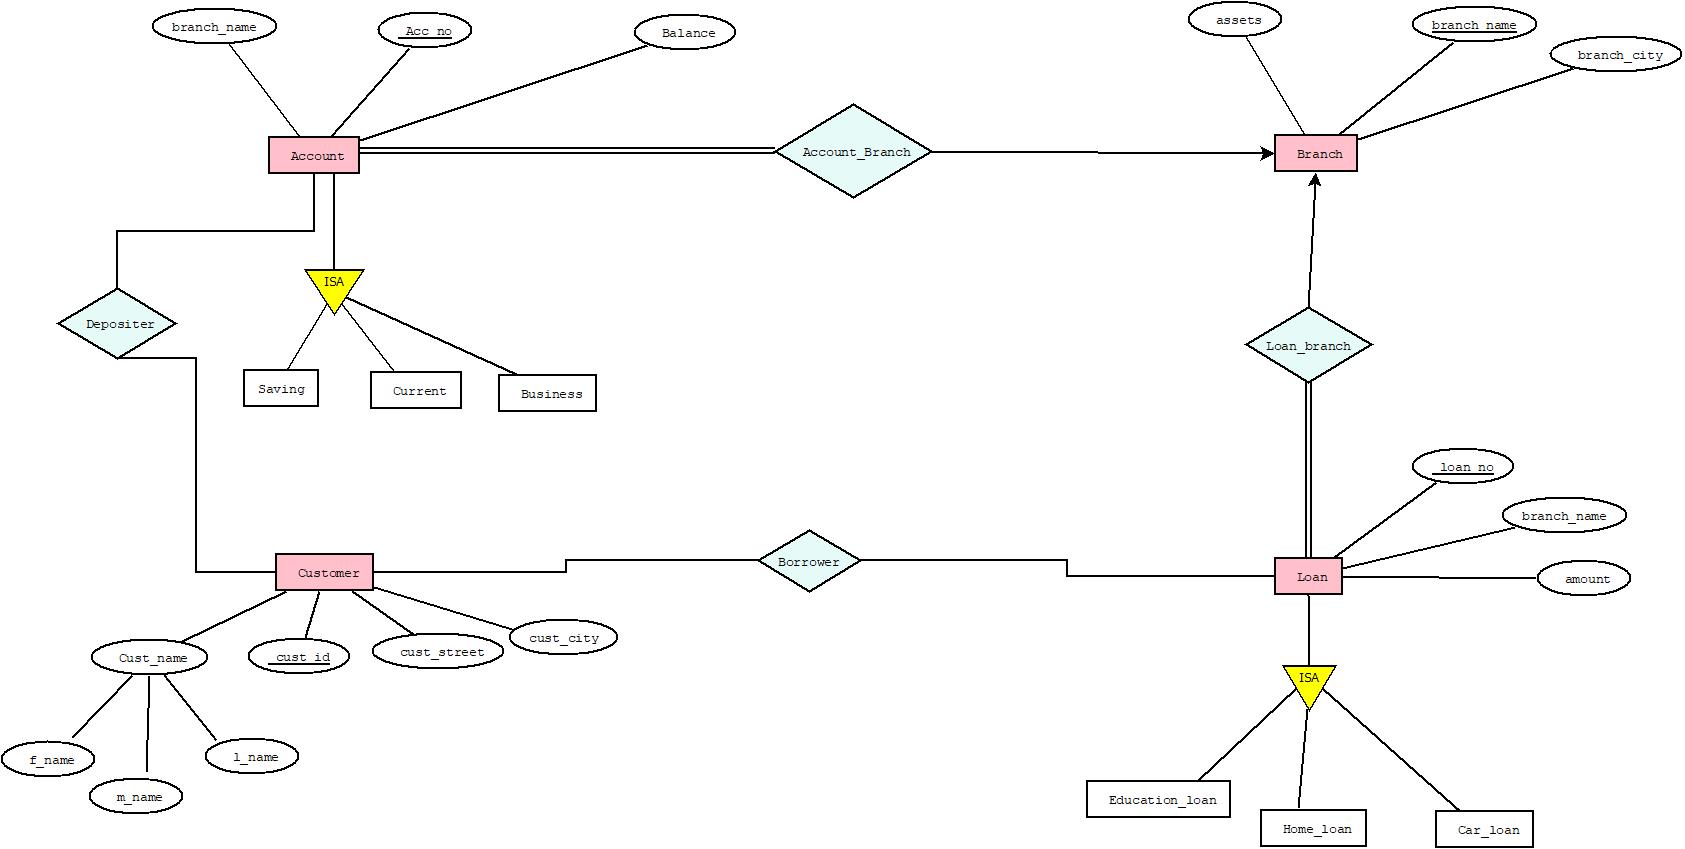 branch_name
Acc_no
Balance
assets
branch_name
branch_city
Account
Account_Branch
Branch
ISA
Depositer
Saving
Current
Business
Loan_branch
loan_no
branch_name
Borrower
Customer
Loan
amount
Cust_name
cust_id
cust_street
cust_city
ISA
f_name
m_name
l_name
Education_loan
Home_loan
Car_loan